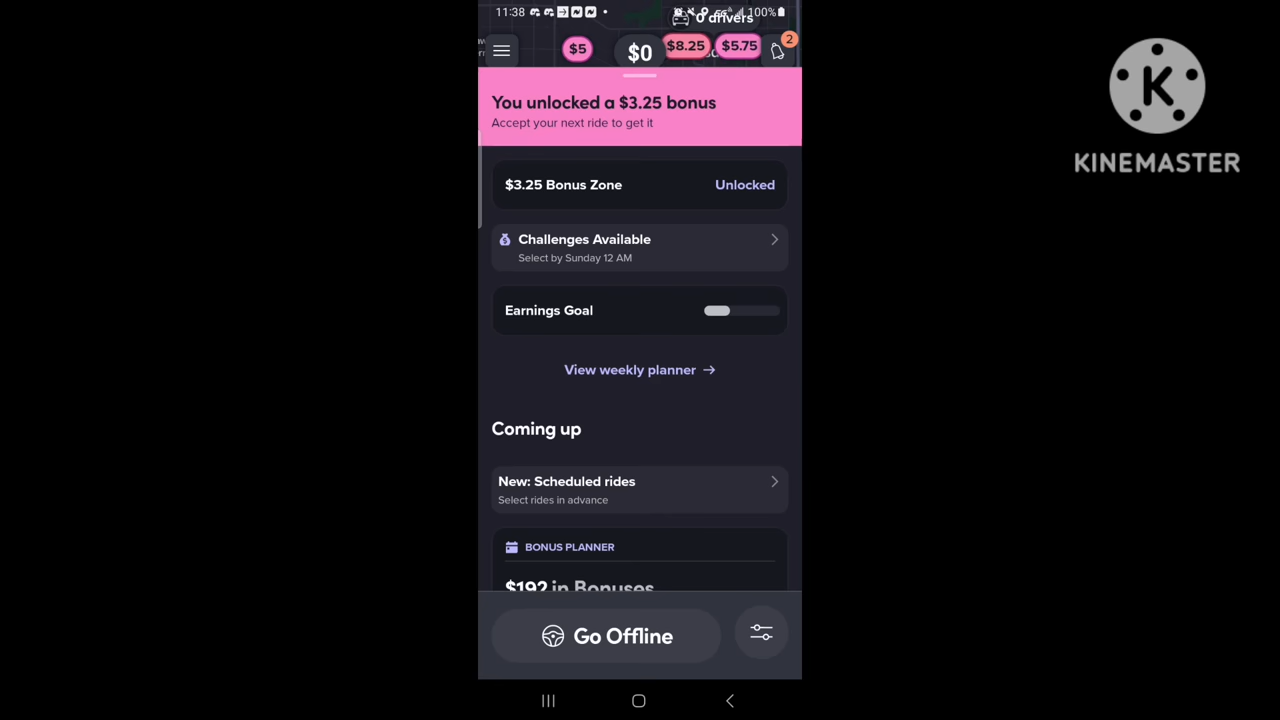 11:38
100%
0 drivers
$5
$0
$8.25
$5.75
2
You unlocked a $3.25 bonus
Accept your next ride to get it
$3.25 Bonus Zone
Unlocked
Challenges Available
Select by Sunday 12 AM
Earnings Goal
View weekly planner →
Coming up
New: Scheduled rides
Select rides in advance
BONUS PLANNER
$192 in Bonuses
Go Offline
K
KINEMASTER